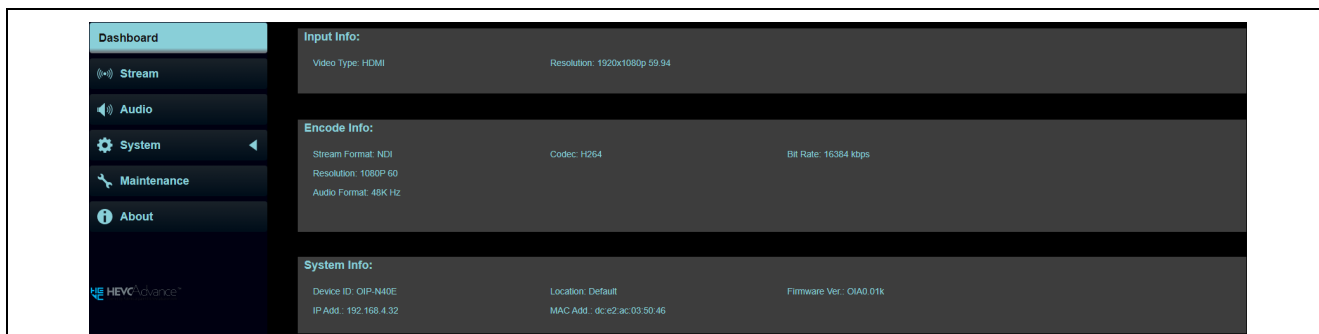 Dashboard
Stream
Audio
System
Maintenance
About
HEVC Advance™
Input Info:
Video Type: HDMI Resolution: 1920x1080p 59.94
Encode Info:
Stream Format: NDI Codec: H264 Bit Rate: 16384 kbps
Resolution: 1080P 60
Audio Format: 48K Hz
System Info:
Device ID: OIP-N40E Location: Default Firmware Ver.: OIA0.01k
IP Add.: 192.168.4.32 MAC Add.: dc:e2:ac:03:50:46